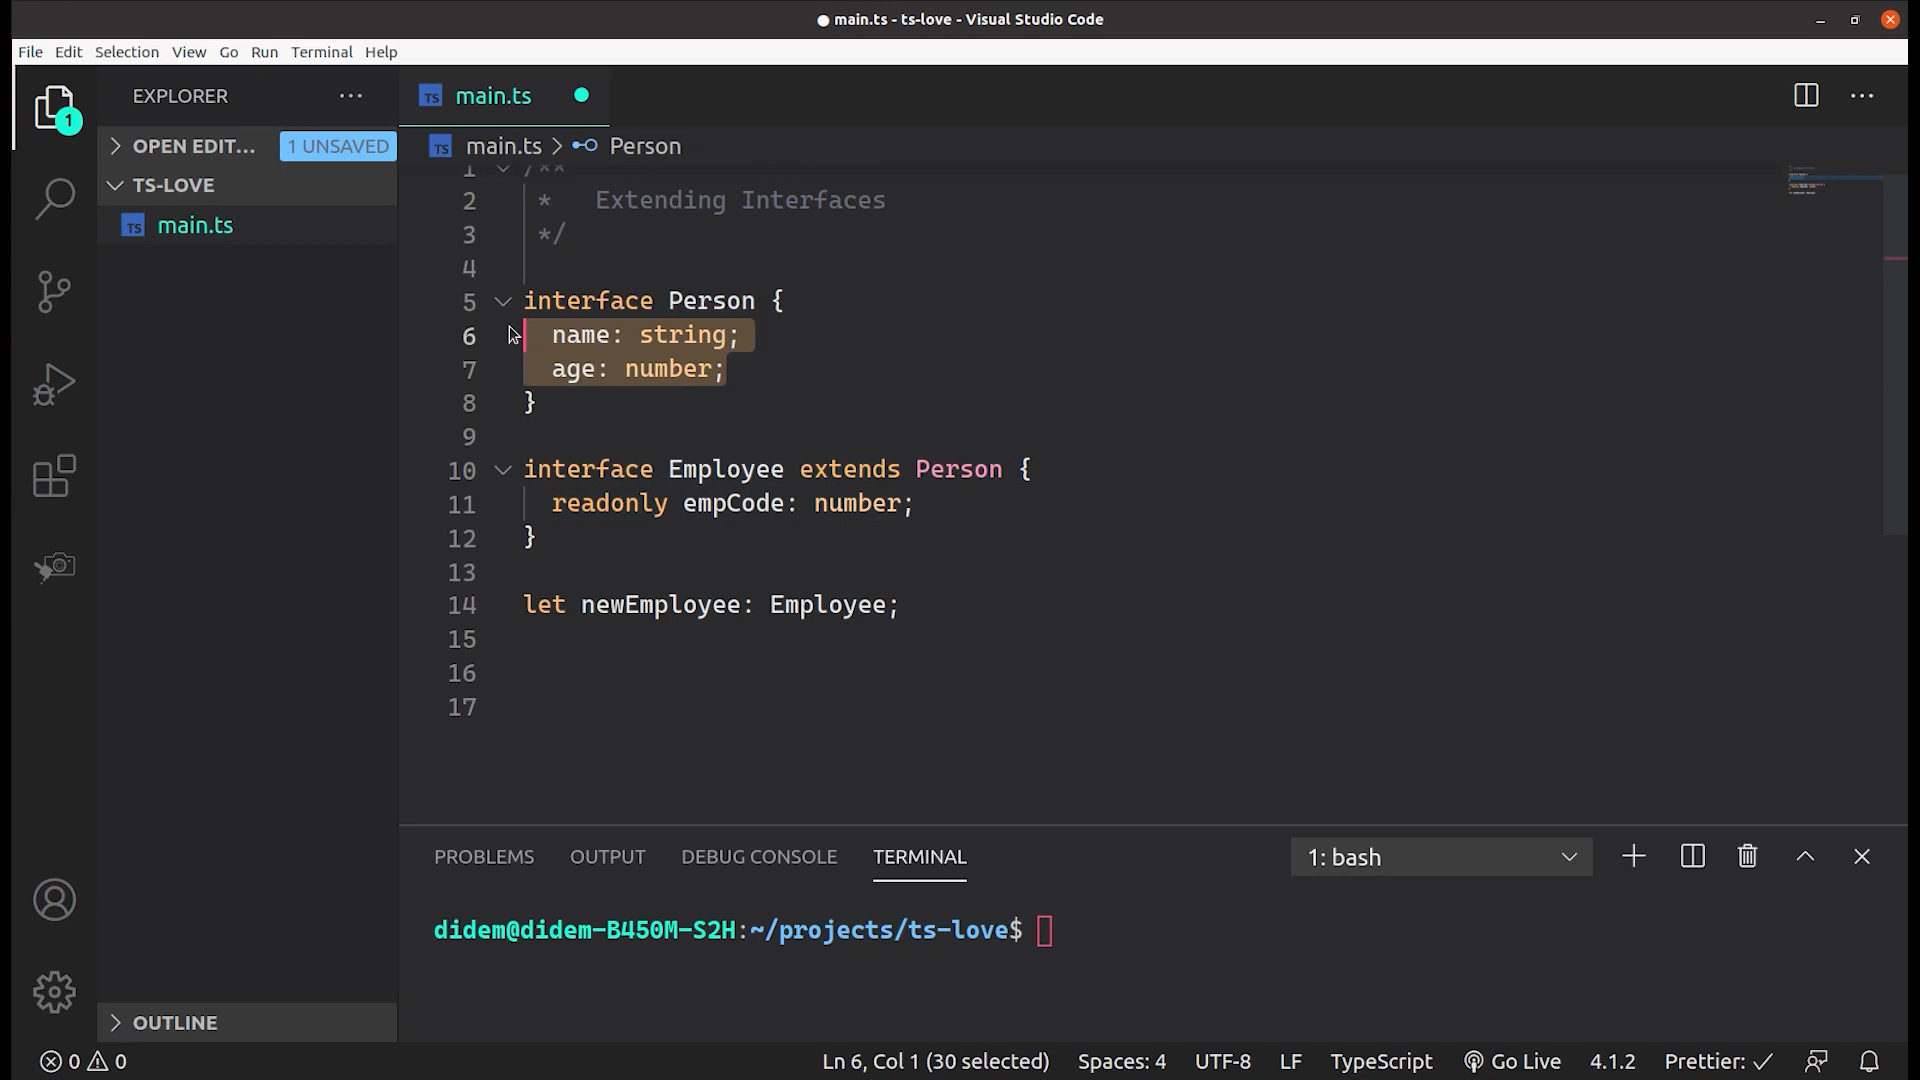 ● main.ts - ts-love - Visual Studio Code
File Edit Selection View Go Run Terminal Help
EXPLORER ···
TS main.ts
1
OPEN EDIT... 1 UNSAVED
TS main.ts > Person
TS-LOVE
TS main.ts
1 /**
2 * Extending Interfaces
3 */
4
5 interface Person {
6 name: string;
7 age: number;
8 }
9
10 interface Employee extends Person {
11 readonly empCode: number;
12 }
13
14 let newEmployee: Employee;
15
16
17
PROBLEMS OUTPUT DEBUG CONSOLE TERMINAL 1: bash
didem@didem-B450M-S2H:~/projects/ts-love$
OUTLINE
0 0 Ln 6, Col 1 (30 selected) Spaces: 4 UTF-8 LF TypeScript Go Live 4.1.2 Prettier: ✓